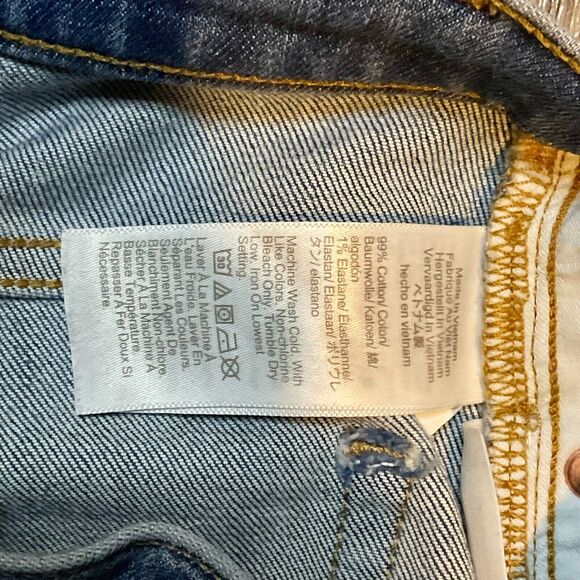 Made in Vietnam
Fabriqué Au Viêt Nam
Hergestellt In Vietnam
Vervaardigd In Vietnam
ベトナム製
hecho en vietnam
99% Cotton/ Coton/
Baumwolle/ Katoen/ 綿/
algodón
1% Elastane/ Elasthanne/
Elastan/ Elastaan/ ポリウレ
タン/ elastano
Machine Wash Cold. With
Like Colors. Non-chlorine
Bleach Only. Tumble Dry
Low. Iron On Lowest
Setting
30
Laver À La Machine À
L'eau Froide. Laver En
Séparant Les Couleurs.
Seulement Agent De
Blanchiment Non-chlore
Sécher À La Machine À
Basse Température
Repasser À Fer Doux Si
Nécessaire